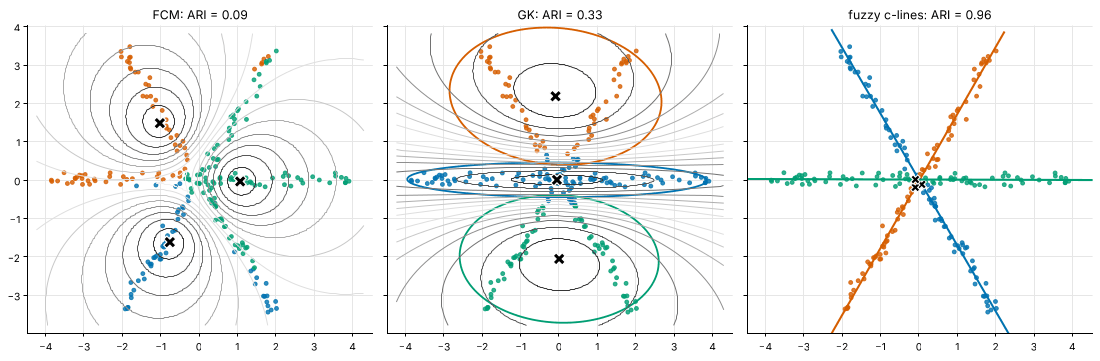 FCM: ARI = 0.09
GK: ARI = 0.33
fuzzy c-lines: ARI = 0.96
4
3
2
1
0
−1
−2
−3
−4 −3 −2 −1 0 1 2 3 4
−4 −3 −2 −1 0 1 2 3 4
−4 −3 −2 −1 0 1 2 3 4